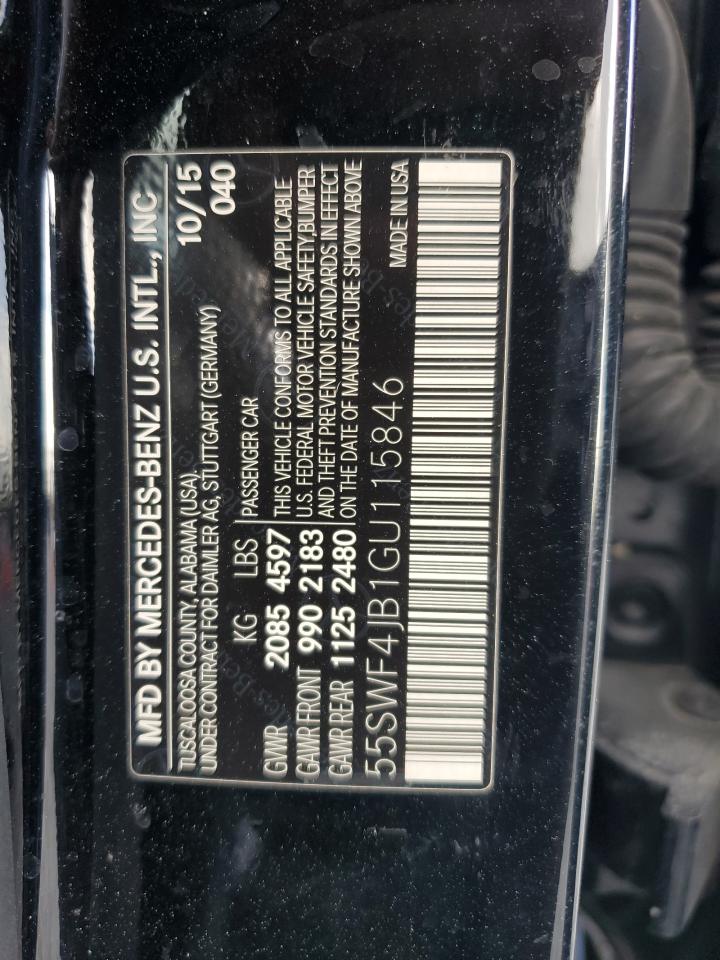 MFD BY MERCEDES-BENZ U.S. INTL., INC
TUSCALOOSA COUNTY, ALABAMA (USA) 10/15
UNDER CONTRACT FOR DAIMLER AG, STUTTGART (GERMANY) 040
KG LBS PASSENGER CAR
GVWR 2085 4597 THIS VEHICLE CONFORMS TO ALL APPLICABLE
GAWR FRONT 990 2183 U.S. FEDERAL MOTOR VEHICLE SAFETY,BUMPER
GAWR REAR 1125 2480 AND THEFT PREVENTION STANDARDS IN EFFECT
ON THE DATE OF MANUFACTURE SHOWN ABOVE
55SWF4JB1GU115846 MADE IN USA